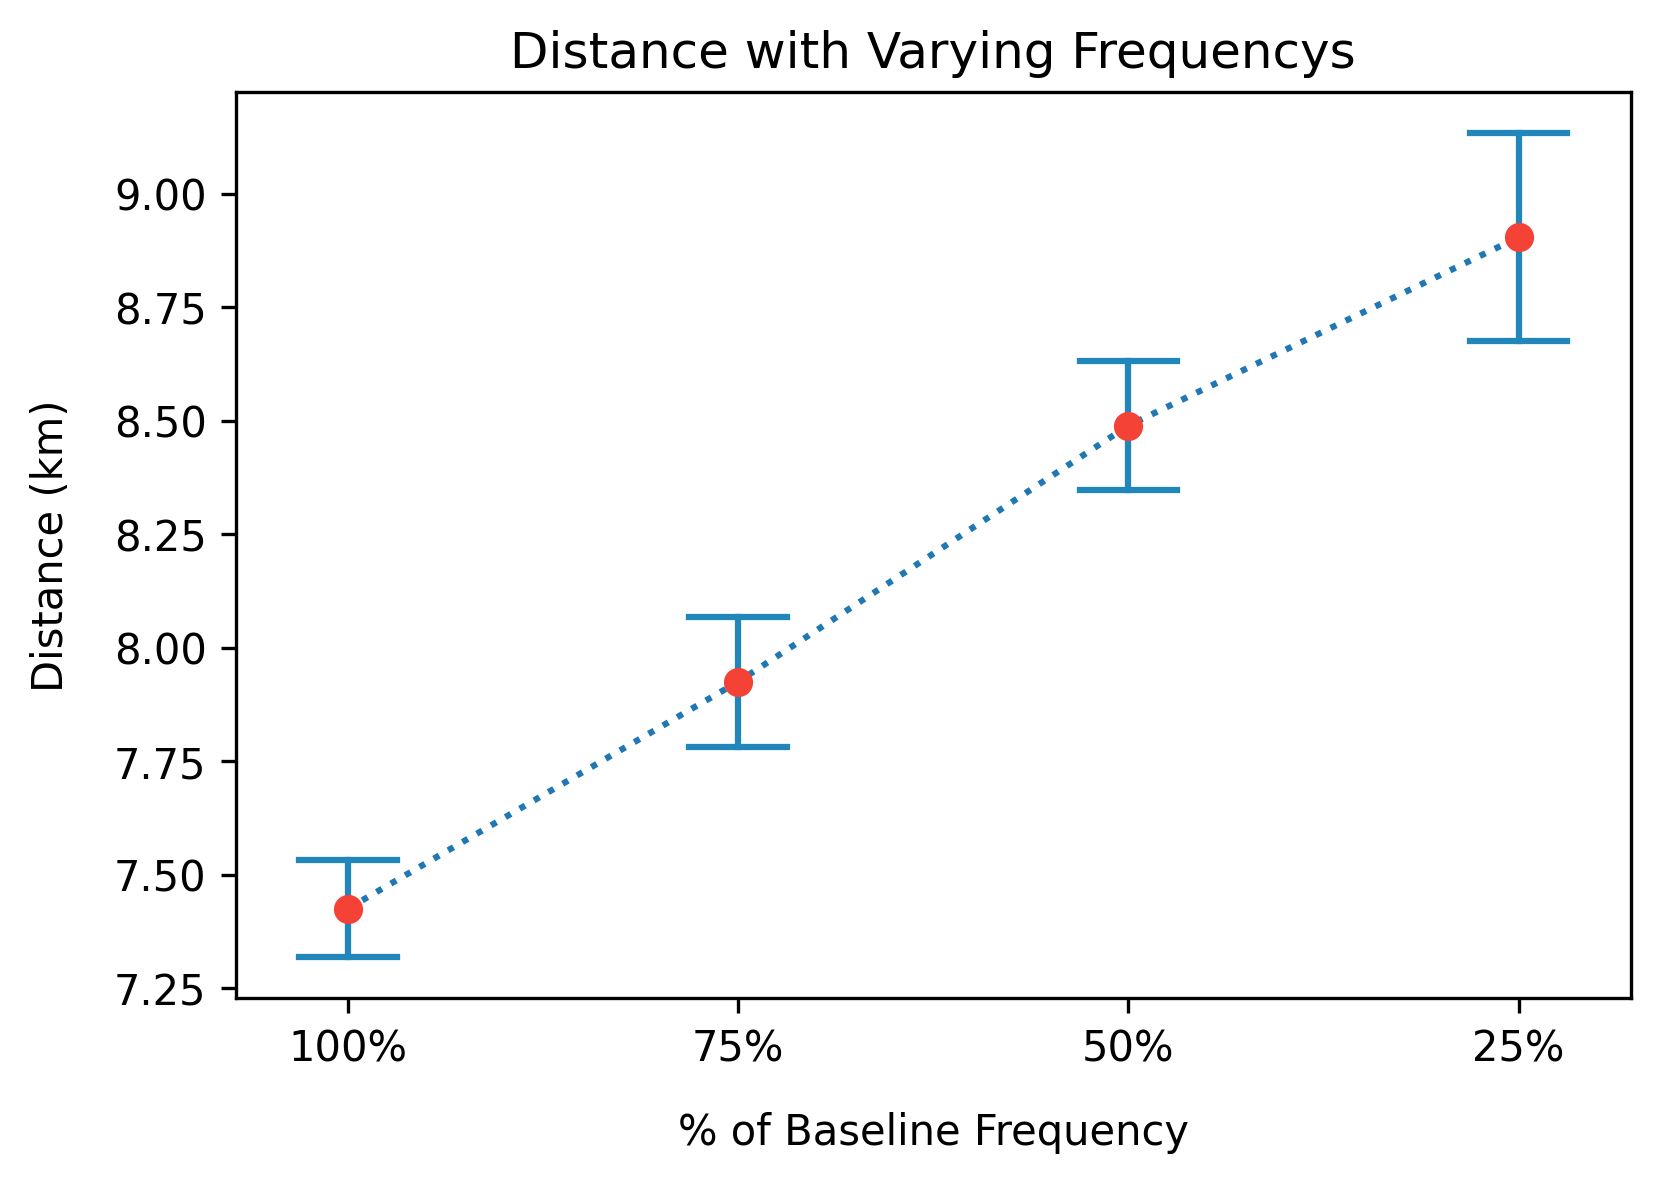 Distance with Varying Frequencys
9.00
8.75
8.50
8.25
8.00
7.75
7.50
7.25
Distance (km)
100% 75% 50% 25%
% of Baseline Frequency